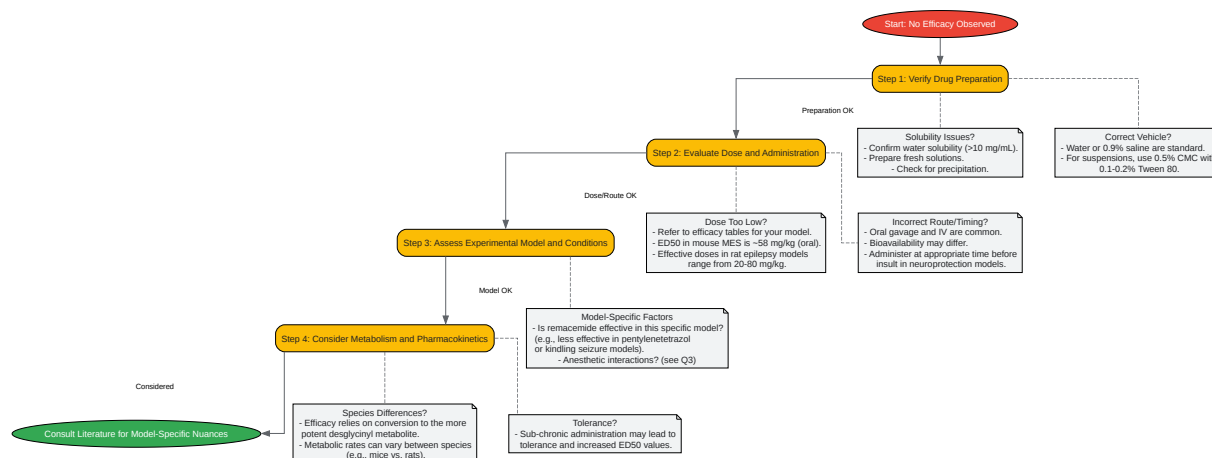 Start: No Efficacy Observed
Step 1: Verify Drug Preparation
Preparation OK
Solubility Issues?
- Confirm water solubility (>10 mg/mL).
- Prepare fresh solutions.
- Check for precipitation.
Correct Vehicle?
- Water or 0.9% saline are standard.
- For suspensions, use 0.5% CMC wit
0.1-0.2% Tween 80.
Step 2: Evaluate Dose and Administration
Dose/Route OK
Dose Too Low?
- Refer to efficacy tables for your model.
- ED50 in mouse MES is ~58 mg/kg (oral).
- Effective doses in rat epilepsy models
range from 20-80 mg/kg.
Incorrect Route/Timing?
- Oral gavage and IV are common.
- Bioavailability may differ.
- Administer at appropriate time before
insult in neuroprotection models.
Step 3: Assess Experimental Model and Conditions
Model OK
Model-Specific Factors
- Is remacemide effective in this specific model?
(e.g., less effective in pentylenetetrazol
or kindling seizure models).
- Anesthetic interactions? (see Q3)
Step 4: Consider Metabolism and Pharmacokinetics
Considered
Consult Literature for Model-Specific Nuances
Species Differences?
- Efficacy relies on conversion to the more
potent desglycinyl metabolite.
- Metabolic rates can vary between species
(e.g., mice vs. rats).
Tolerance?
- Sub-chronic administration may lead to
tolerance and increased ED50 values.